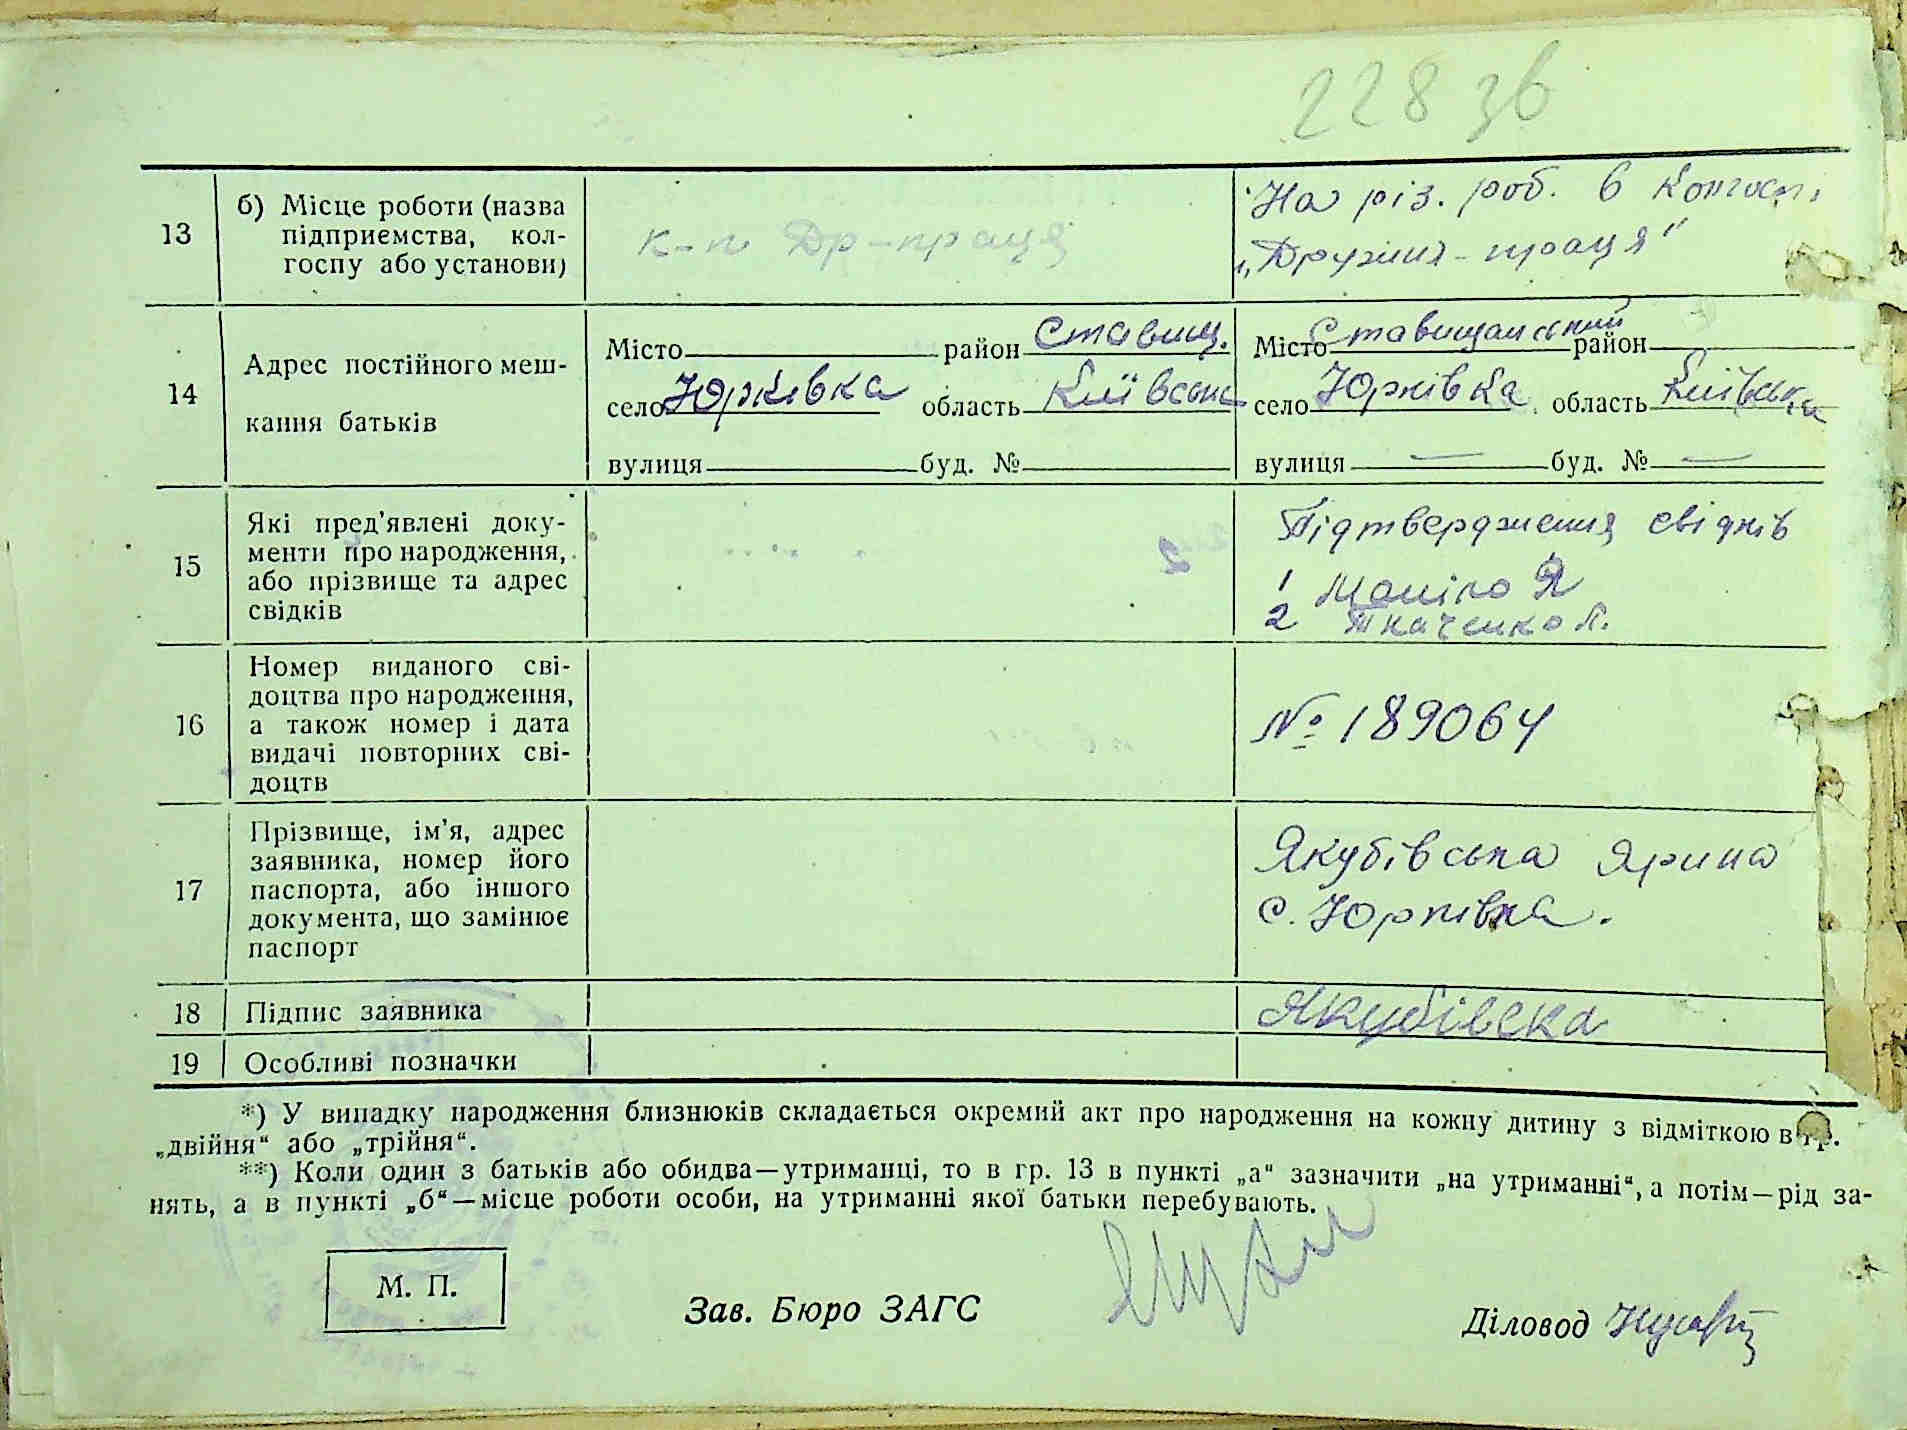 228 зв
13
б) Місце роботи (назва
підприємства, кол-
госпу або установи)
к-п Др-праця
На різ. роб. в Колгоспі
„Дружня-праця“
14
Адрес постійного меш-
кання батьків
Місто район Ставищ.
село Юрківка область Київська
вулиця буд. №
Місто Ставищанський район
село Юрківка область Київська
вулиця — буд. № —
15
Які пред’явлені доку-
менти про народження,
або прізвище та адрес
свідків
Підтвердження свідків
1
2 Ткаченко
16
Номер виданого сві-
доцтва про народження,
а також номер і дата
видачі повторних сві-
доцтв
№ 189064
17
Прізвище, ім’я, адрес
заявника, номер його
паспорта, або іншого
документа, що замінює
паспорт
Якубівська Ярина
с. Юрківка.
18
Підпис заявника
Якубівска
19
Особливі позначки
*) У випадку народження близнюків складається окремий акт про народження на кожну дитину з відміткою в гр.
„двійня“ або „трійня“.
**) Коли один з батьків або обидва—утриманці, то в гр. 13 в пункті „а“ зазначити „на утриманні“, а потім—рід за-
нять, а в пункті „б“—місце роботи особи, на утриманні якої батьки перебувають.
М. П.
Зав. Бюро ЗАГС
Діловод